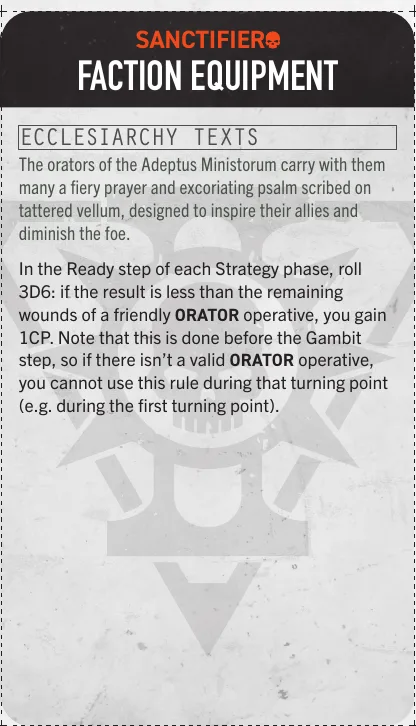 SANCTIFIER
FACTION EQUIPMENT
ECCLESIARCHY TEXTS
The orators of the Adeptus Ministorum carry with them
many a fiery prayer and excoriating psalm scribed on
tattered vellum, designed to inspire their allies and
diminish the foe.
In the Ready step of each Strategy phase, roll
3D6: if the result is less than the remaining
wounds of a friendly ORATOR operative, you gain
1CP. Note that this is done before the Gambit
step, so if there isn’t a valid ORATOR operative,
you cannot use this rule during that turning point
(e.g. during the first turning point).